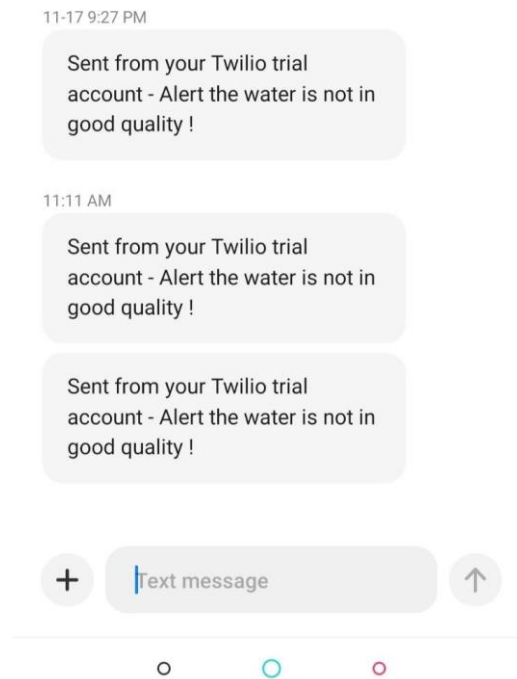 11-17 9:27 PM
Sent from your Twilio trial
account - Alert the water is not in
good quality !
11:11 AM
Sent from your Twilio trial
account - Alert the water is not in
good quality !
Sent from your Twilio trial
account - Alert the water is not in
good quality !
Text message